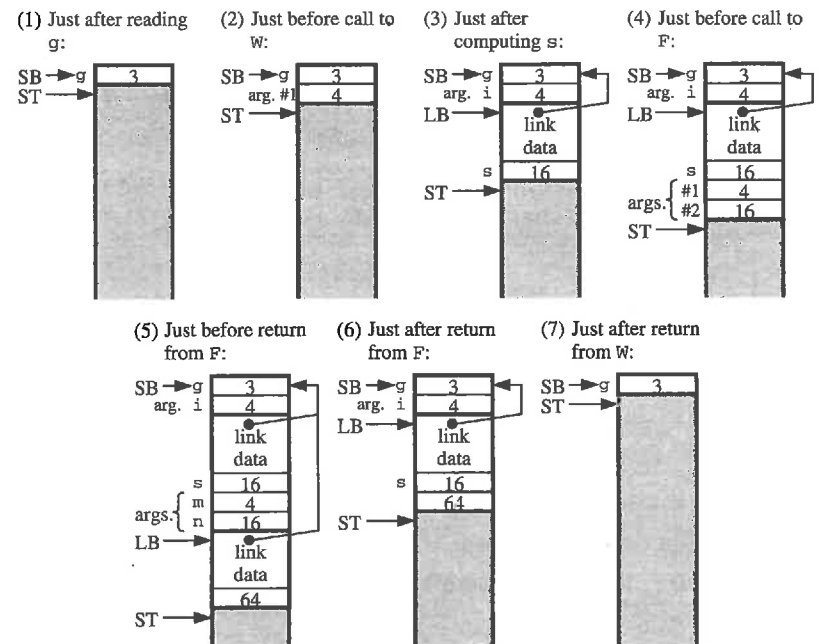 (1) Just after reading
g:
SB g 3
ST
(2) Just before call to
W:
SB g 3
arg. #1 4
ST
(3) Just after
computing s:
SB g 3
arg. i 4
LB
link
data
s 16
ST
(4) Just before call to
F:
SB g 3
arg. i 4
LB
link
data
s 16
args. #1 4
#2 16
ST
(5) Just before return
from F:
SB g 3
arg. i 4
link
data
s 16
args. m 4
n 16
LB
link
data
64
ST
(6) Just after return
from F:
SB g 3
arg. i 4
LB
link
data
s 16
64
ST
(7) Just after return
from W:
SB g 3
ST